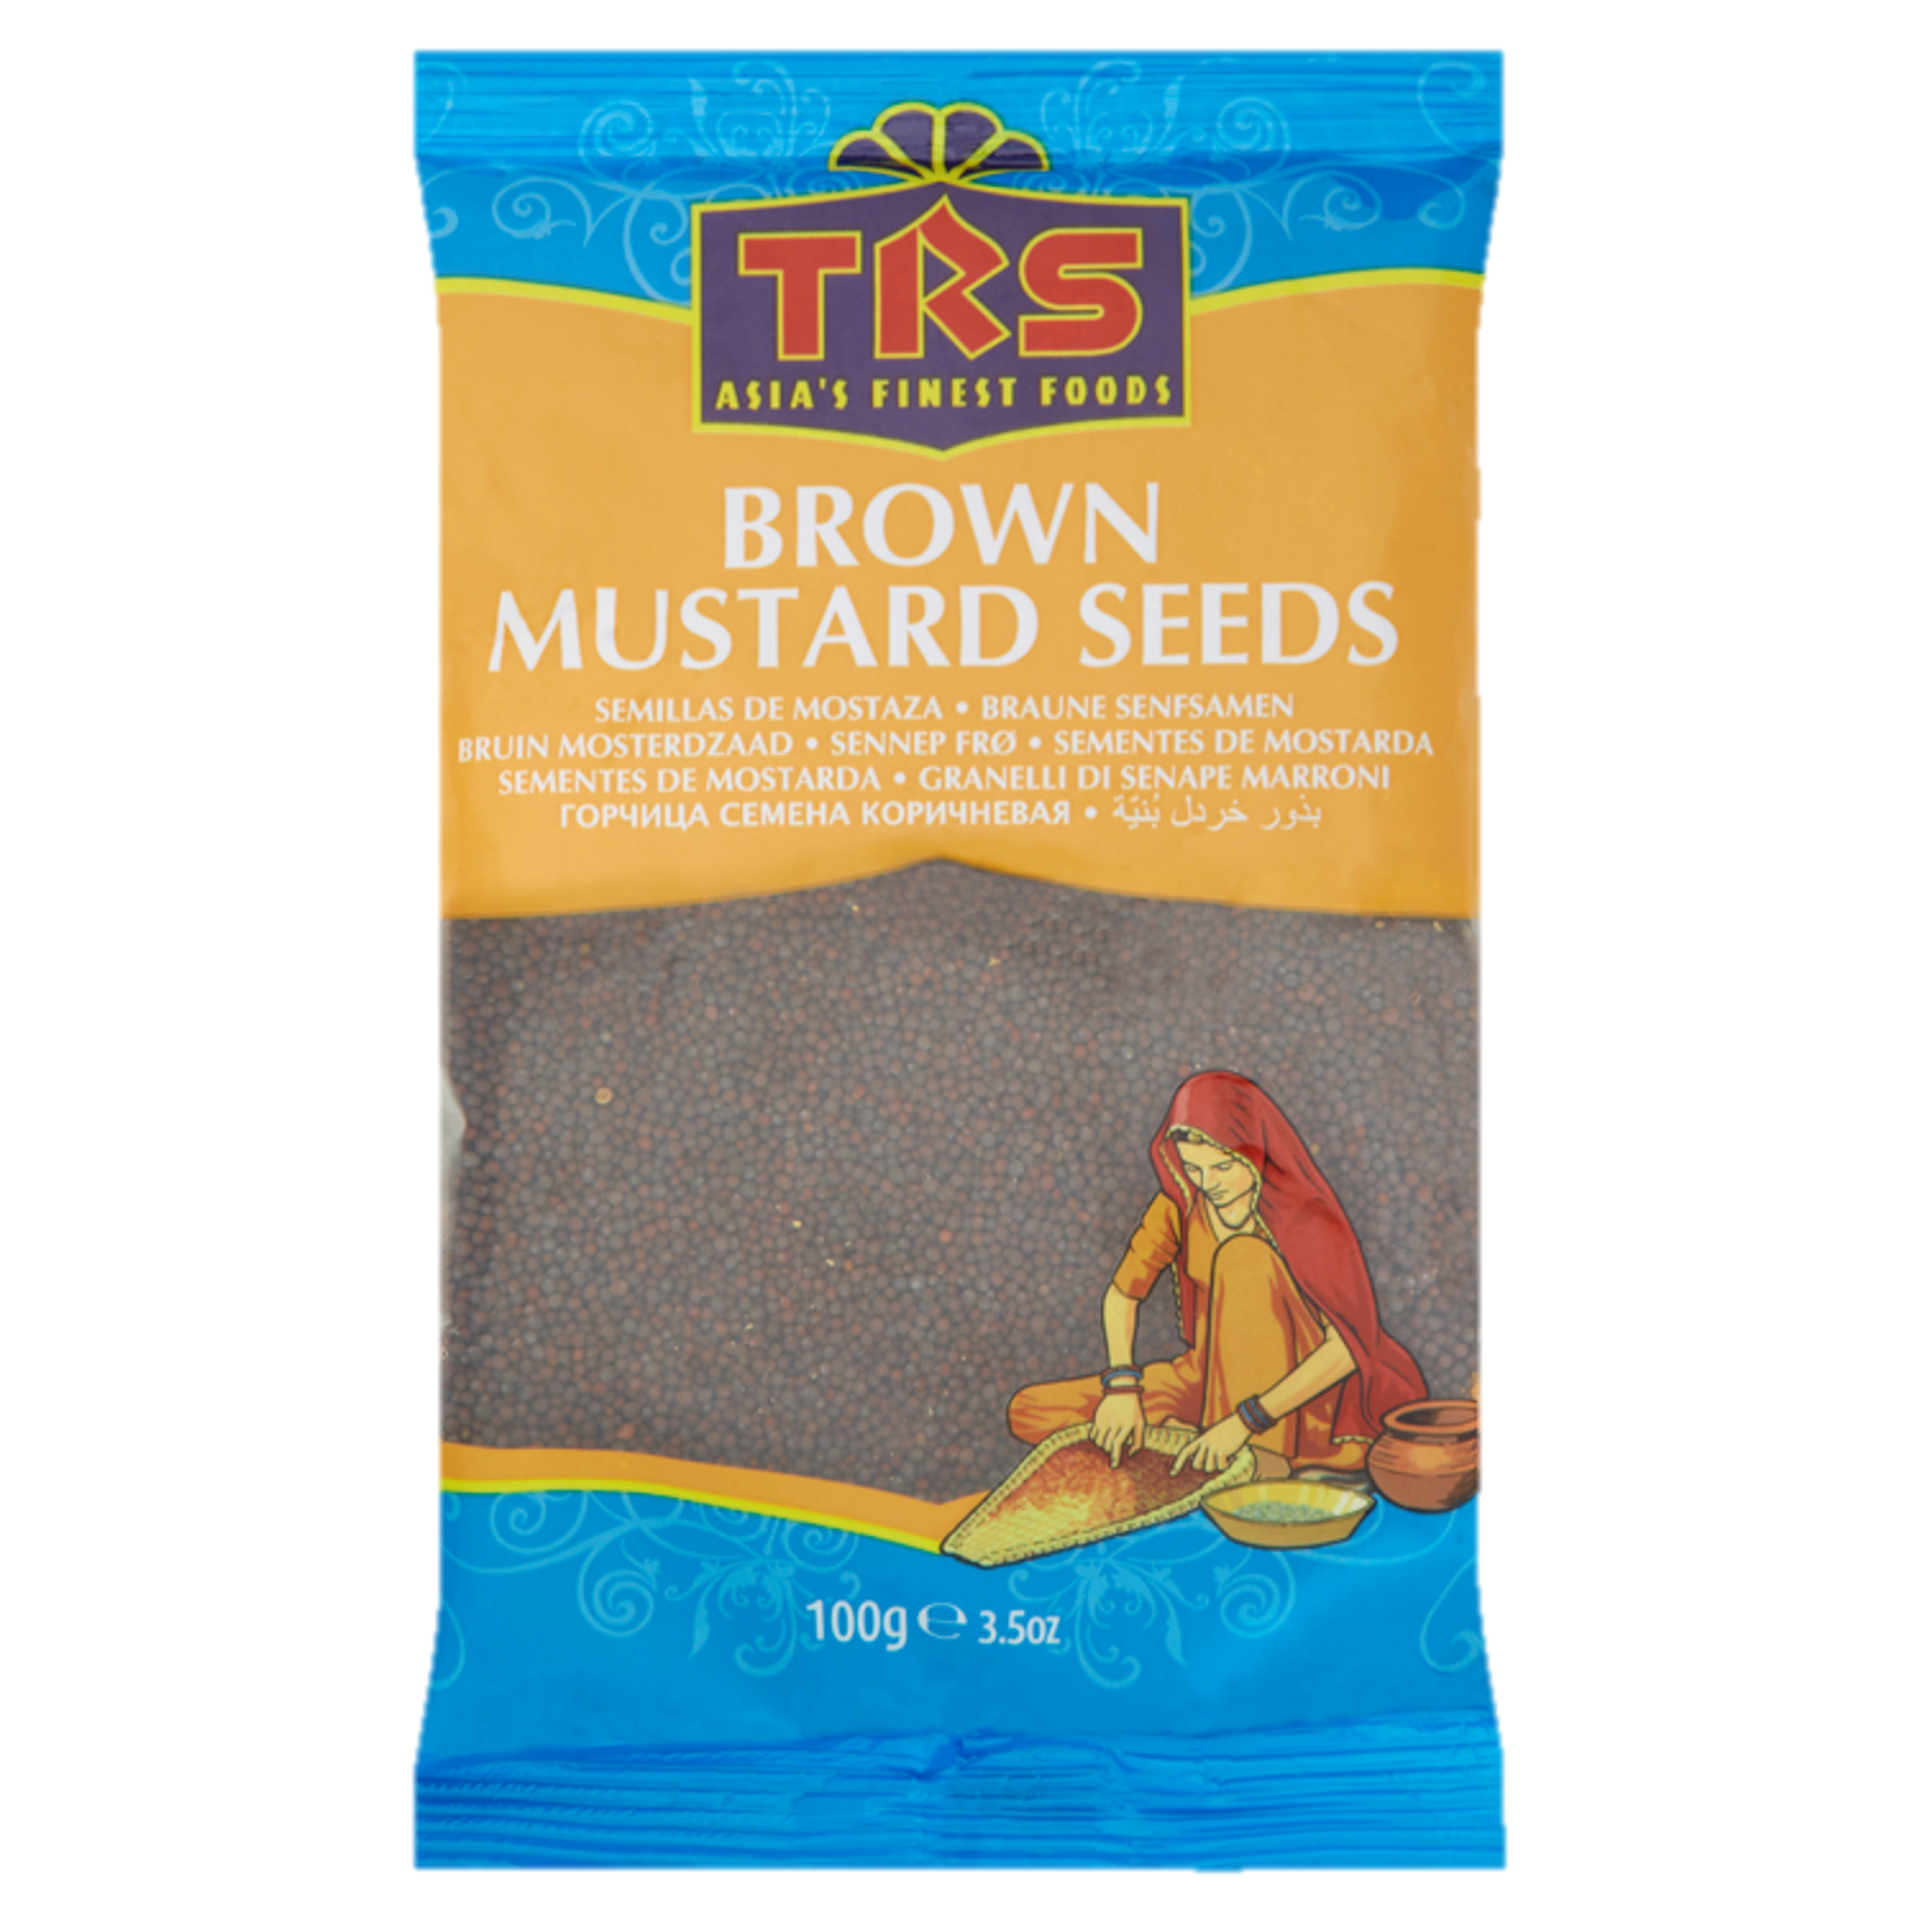 TRS
ASIA'S FINEST FOODS
BROWN
MUSTARD SEEDS
SEMILLAS DE MOSTAZA • BRAUNE SENFSAMEN
BRUIN MOSTERDZAAD • SENNEP FRØ • SEMENTES DE MOSTARDA
SEMENTES DE MOSTARDA • GRANELLI DI SENAPE MARRONI
ГОРЧИЦА СЕМЕНА КОРИЧНЕВАЯ • بذور خردل بُنيّة
100g ℮ 3.5oz